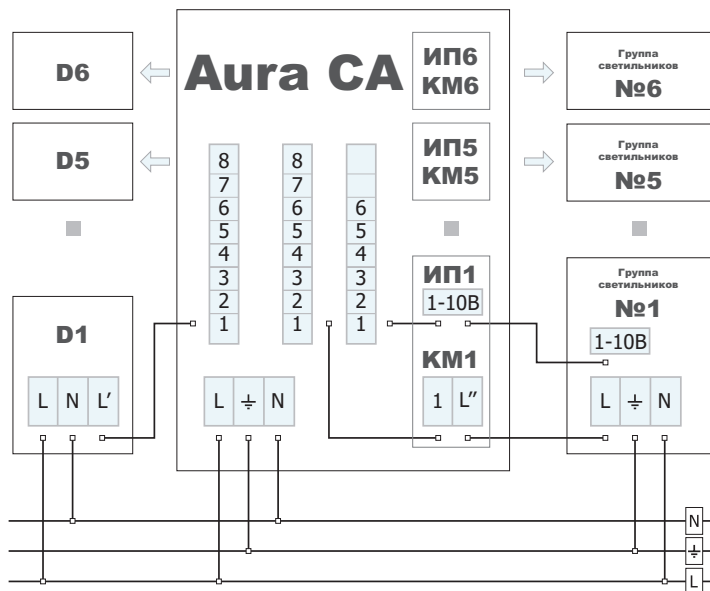 D6
Aura CA
ИП6
КМ6
Группа
светильников
№6
D5
ИП5
КМ5
Группа
светильников
№5
8 8
7 7
6 6 6
5 5 5
4 4 4
3 3 3
2 2 2
1 1 1
D1
ИП1
1-10В
КМ1
Группа
светильников
№1
1-10В
L N L′
L ⏚ N
1 L″
L ⏚ N
N
⏚
L